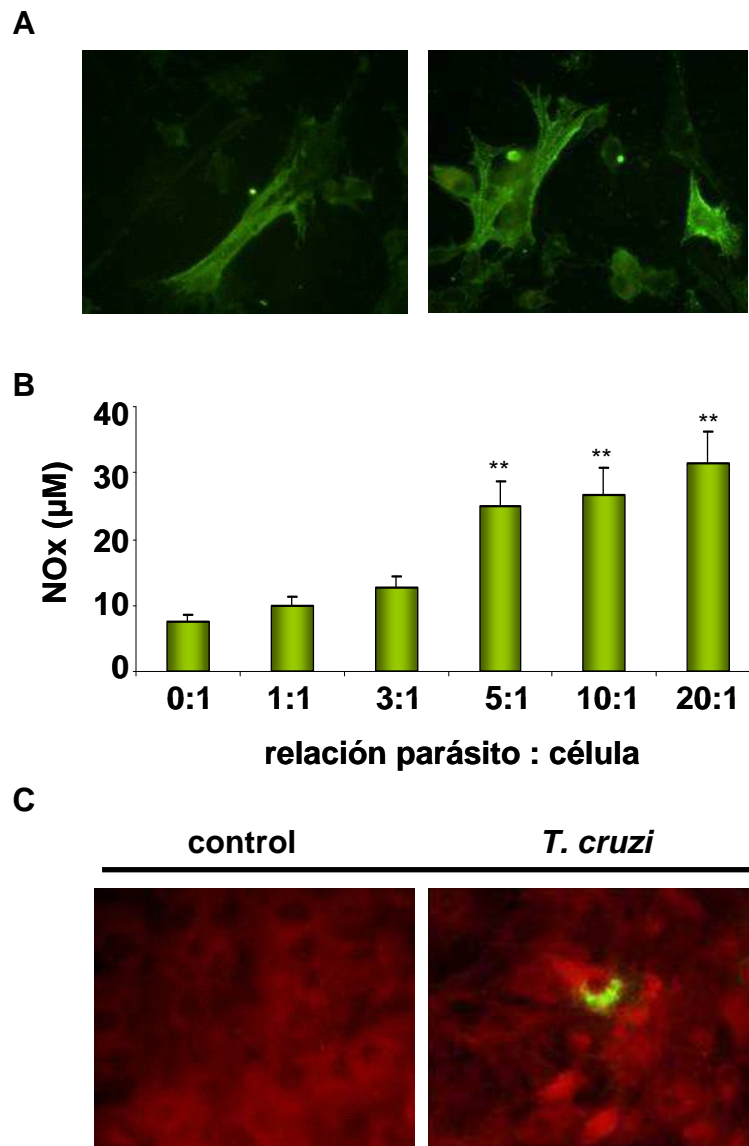 A
B
NOx (µM)
40
30
20
10
0
** ** **
0:1 1:1 3:1 5:1 10:1 20:1
relación parásito : célula
C
control T. cruzi